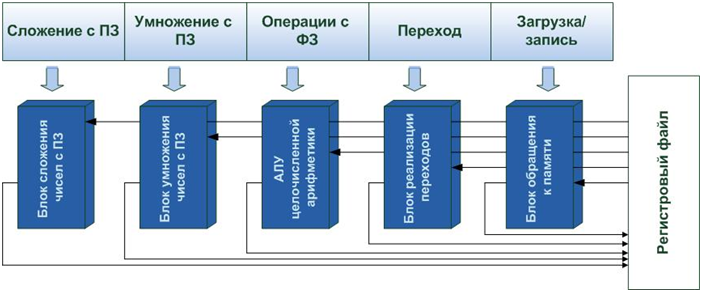 Сложение с ПЗ
Умножение с
ПЗ
Операции с
ФЗ
Переход
Загрузка/
запись
Блок сложения
чисел с ПЗ
Блок умножения
чисел с ПЗ
АЛУ
целочисленной
арифметики
Блок реализации
переходов
Блок обращения
к памяти
Регистровый файл